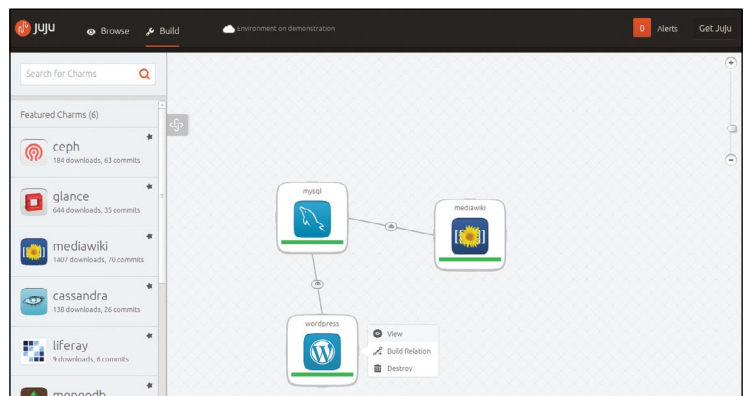 juju Browse Build Environment on demonstration 0 Alerts Get Juju
Search for Charms
Featured Charms (6)
ceph
184 downloads, 63 commits
glance
644 downloads, 35 commits
mediawiki
1407 downloads, 70 commits
cassandra
138 downloads, 26 commits
liferay
9 downloads, 6 commits
mongodb
mysql
mediawiki
wordpress
View
Build Relation
Destroy